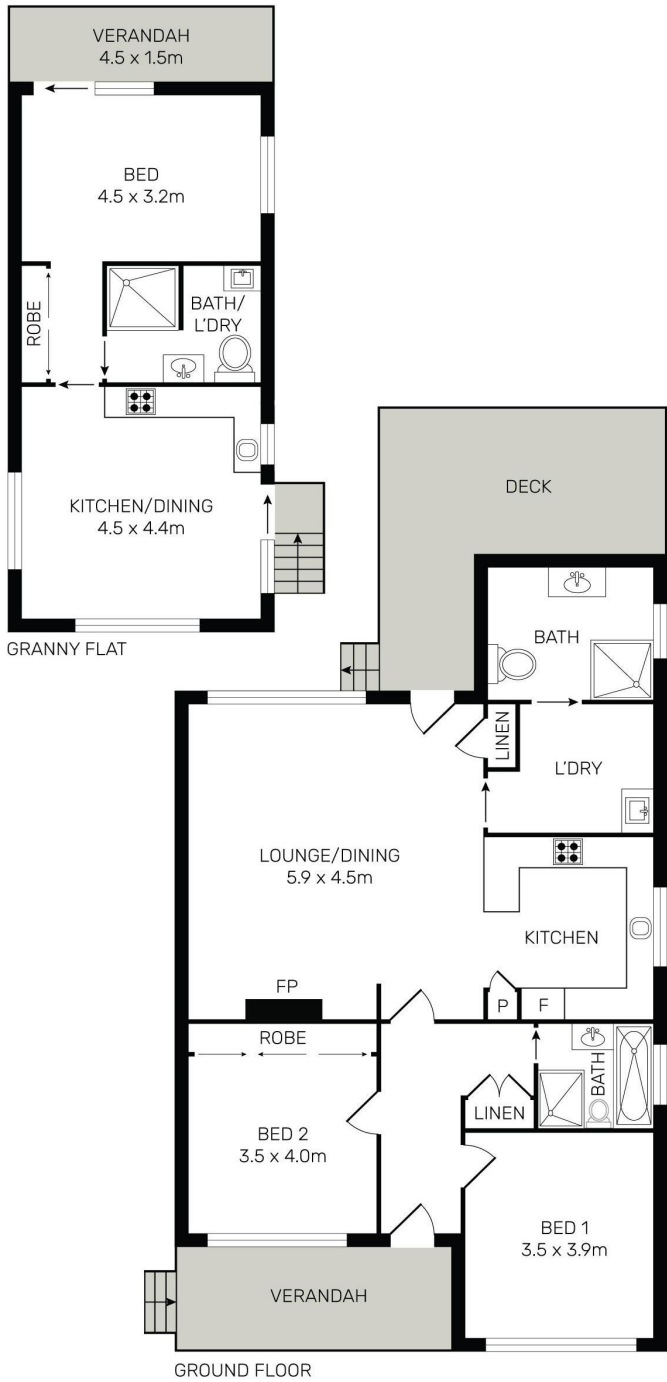 VERANDAH
4.5 x 1.5m
BED
4.5 x 3.2m
ROBE
BATH/
L'DRY
KITCHEN/DINING
4.5 x 4.4m
GRANNY FLAT
DECK
BATH
LINEN
L'DRY
LOUNGE/DINING
5.9 x 4.5m
KITCHEN
FP
P
F
ROBE
BATH
LINEN
BED 2
3.5 x 4.0m
BED 1
3.5 x 3.9m
VERANDAH
GROUND FLOOR